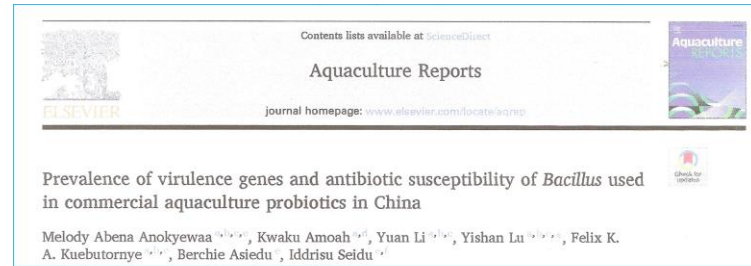 Contents lists available at ScienceDirect
Aquaculture Reports
journal homepage: www.elsevier.com/locate/aqrep
ELSEVIER
Aquaculture
REPORTS
Check for
updates
Prevalence of virulence genes and antibiotic susceptibility of Bacillus used
in commercial aquaculture probiotics in China
Melody Abena Anokyewaa, Kwaku Amoah, Yuan Li, Yishan Lu, Felix K.
A. Kuebutornye, Berchie Asiedu, Iddrisu Seidu